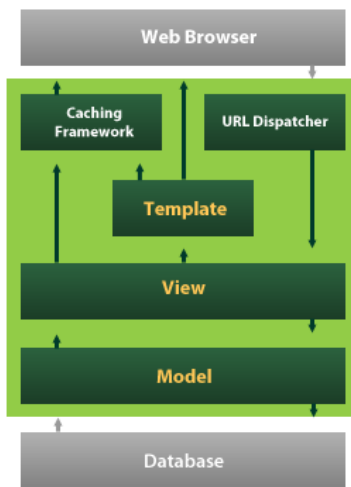 Web Browser
Caching
Framework
URL Dispatcher
Template
View
Model
Database